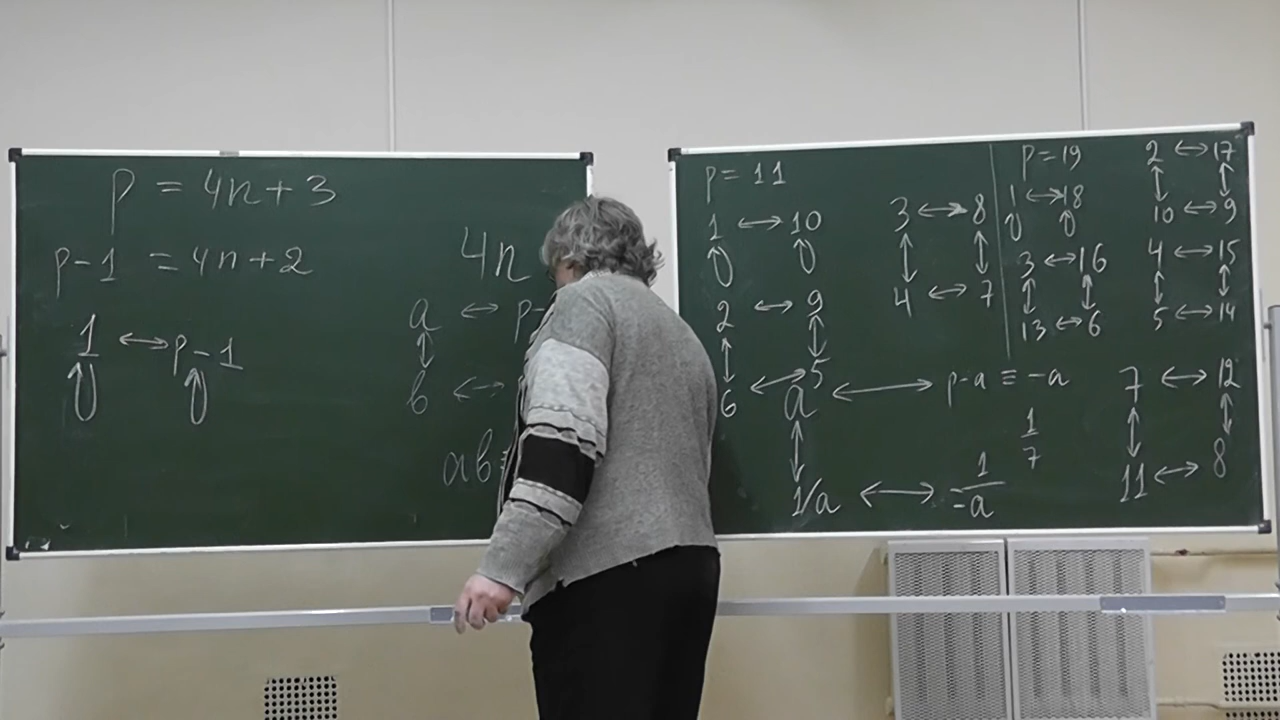 p = 4n+3
p-1 = 4n+2
4n
1 ↔ p-1
a ↔ p-
b ↔
ab≡
p=11
1 ↔ 10
2 ↔ 9
6 ↔ 5
3 ↔ 8
4 ↔ 7
a ↔ p-a ≡ -a
1/a ↔ 1/-a
1/7
p=19
1 ↔ 18
3 ↔ 16
13 ↔ 6
2 ↔ 17
10 ↔ 9
4 ↔ 15
5 ↔ 14
7 ↔ 12
11 ↔ 8